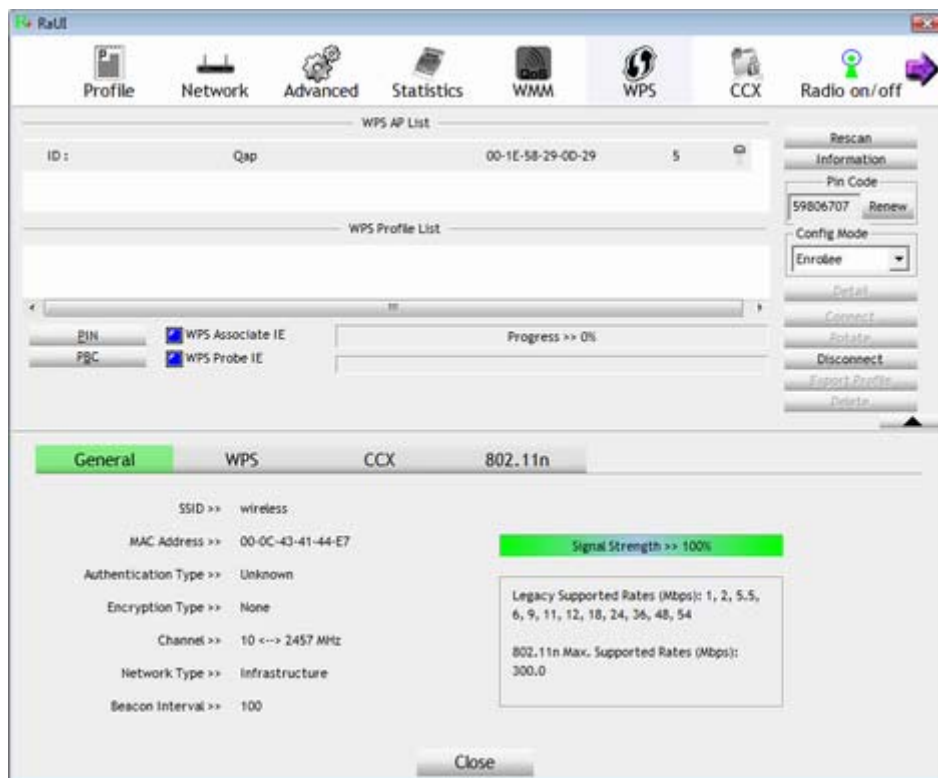 RaUI
Profile Network Advanced Statistics WMM WPS CCX Radio on/off
QoS
WPS AP List
ID : Qap 00-1E-58-29-0D-29 5
Rescan
Information
Pin Code
59806707 Renew
WPS Profile List
Config Mode
Enrollee
Detail
Connect
Rotate
Disconnect
Export Profile
Delete
PIN WPS Associate IE Progress >> 0%
PBC WPS Probe IE
General WPS CCX 802.11n
SSID >> wireless
MAC Address >> 00-0C-43-41-44-E7
Authentication Type >> Unknown
Encryption Type >> None
Channel >> 10 <--> 2457 MHz
Network Type >> Infrastructure
Beacon Interval >> 100
Signal Strength >> 100%
Legacy Supported Rates (Mbps): 1, 2, 5.5,
6, 9, 11, 12, 18, 24, 36, 48, 54
802.11n Max. Supported Rates (Mbps):
300.0
Close